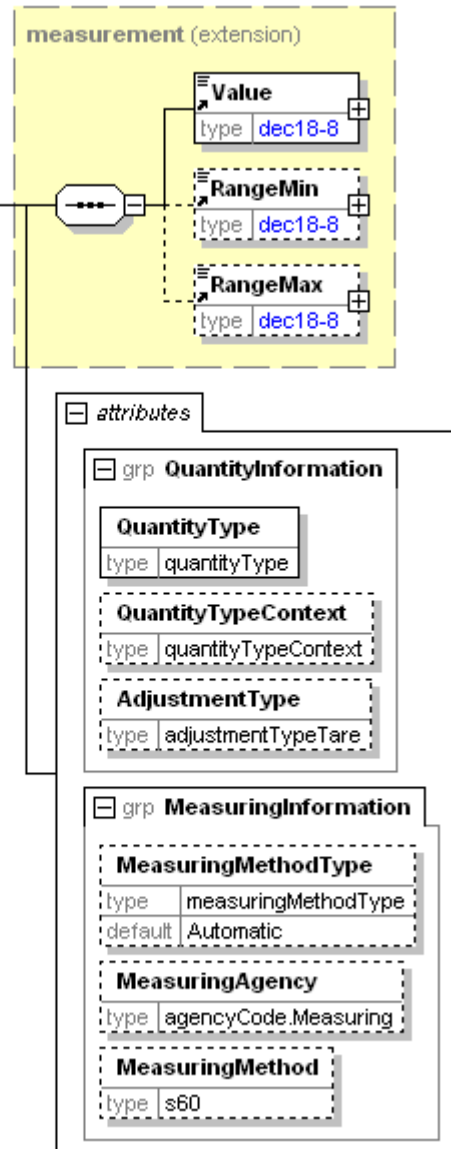 measurement (extension)
Value
type dec18-8
RangeMin
type dec18-8
RangeMax
type dec18-8
attributes
grp QuantityInformation
QuantityType
type quantityType
QuantityTypeContext
type quantityTypeContext
AdjustmentType
type adjustmentTypeTare
grp MeasuringInformation
MeasuringMethodType
type measuringMethodType
default Automatic
MeasuringAgency
type agencyCode.Measuring
MeasuringMethod
type s60